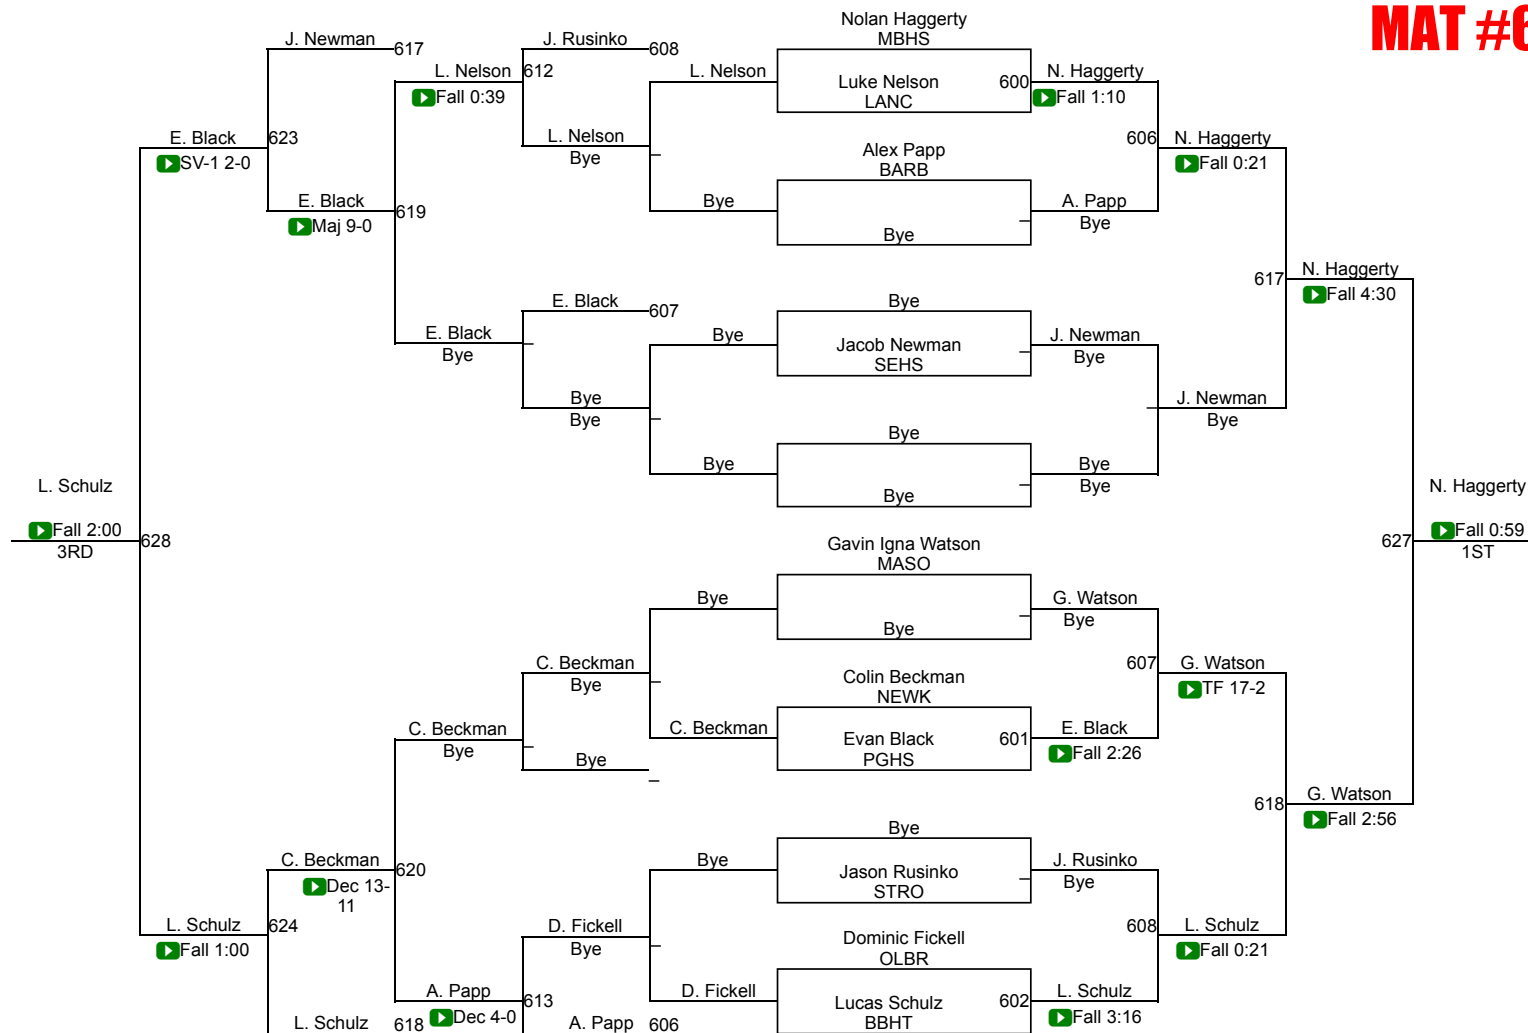 MAT #6
Nolan Haggerty
MBHS
J. Newman
617
J. Rusinko
608
L. Nelson
612
Fall 0:39
L. Nelson
Luke Nelson
LANC
600
N. Haggerty
Fall 1:10
E. Black
623
SV-1 2-0
L. Nelson
Bye
Alex Papp
BARB
606
N. Haggerty
Fall 0:21
E. Black
619
Maj 9-0
Bye
Bye
A. Papp
Bye
617
N. Haggerty
Fall 4:30
E. Black
607
Bye
E. Black
Bye
Bye
Jacob Newman
SEHS
J. Newman
Bye
Bye
Bye
J. Newman
Bye
Bye
Bye
Bye
Bye
Bye
L. Schulz
Fall 2:00
3RD
628
N. Haggerty
627
Fall 0:59
1ST
Gavin Igna Watson
MASO
Bye
Bye
G. Watson
Bye
C. Beckman
Bye
Colin Beckman
NEWK
607
G. Watson
TF 17-2
C. Beckman
Bye
C. Beckman
Evan Black
PGHS
601
E. Black
Fall 2:26
Bye
618
G. Watson
Fall 2:56
Bye
C. Beckman
620
Dec 13-
11
Bye
Jason Rusinko
STRO
J. Rusinko
Bye
L. Schulz
624
Fall 1:00
D. Fickell
Bye
Dominic Fickell
OLBR
608
L. Schulz
Fall 0:21
A. Papp
613
Dec 4-0
D. Fickell
Lucas Schulz
BBHT
602
L. Schulz
Fall 3:16
L. Schulz
618
A. Papp
606